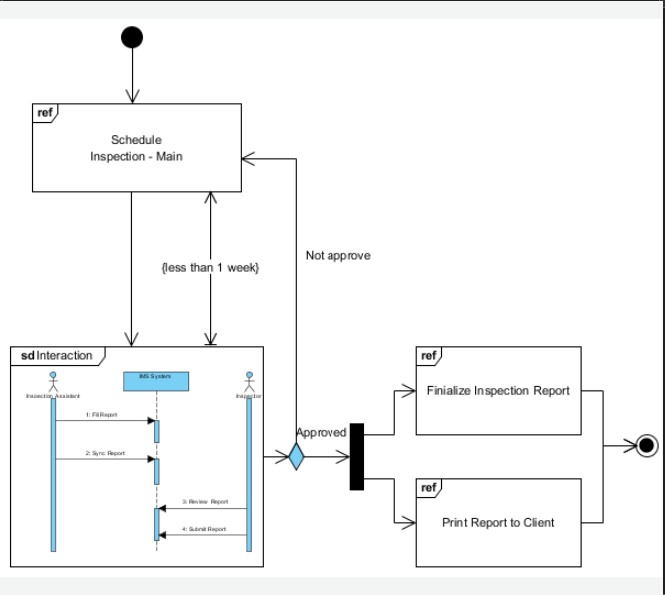 ref
Schedule
Inspection - Main
{less than 1 week}
Not approve
sd Interaction
Inspection Assistant
IMS System
Inspector
1: Fill Report
2: Sync Report
3: Review Report
4: Submit Report
Approved
ref
Finialize Inspection Report
ref
Print Report to Client